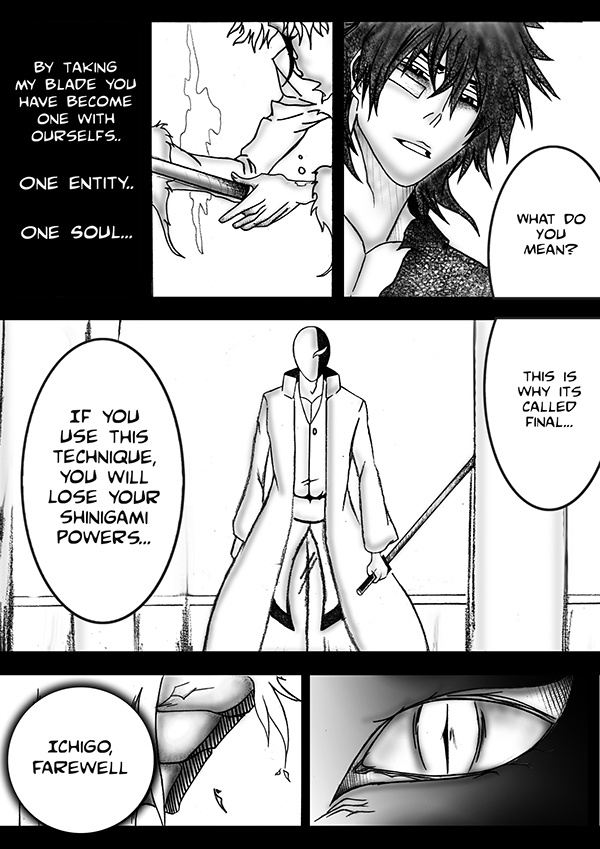 BY TAKING
MY BLADE YOU
HAVE BECOME
ONE WITH
OURSELFS..
ONE ENTITY..
ONE SOUL...
WHAT DO
YOU
MEAN?
THIS IS
WHY ITS
CALLED
FINAL...
IF YOU
USE THIS
TECHNIQUE,
YOU WILL
LOSE YOUR
SHINIGAMI
POWERS...
ICHIGO,
FAREWELL